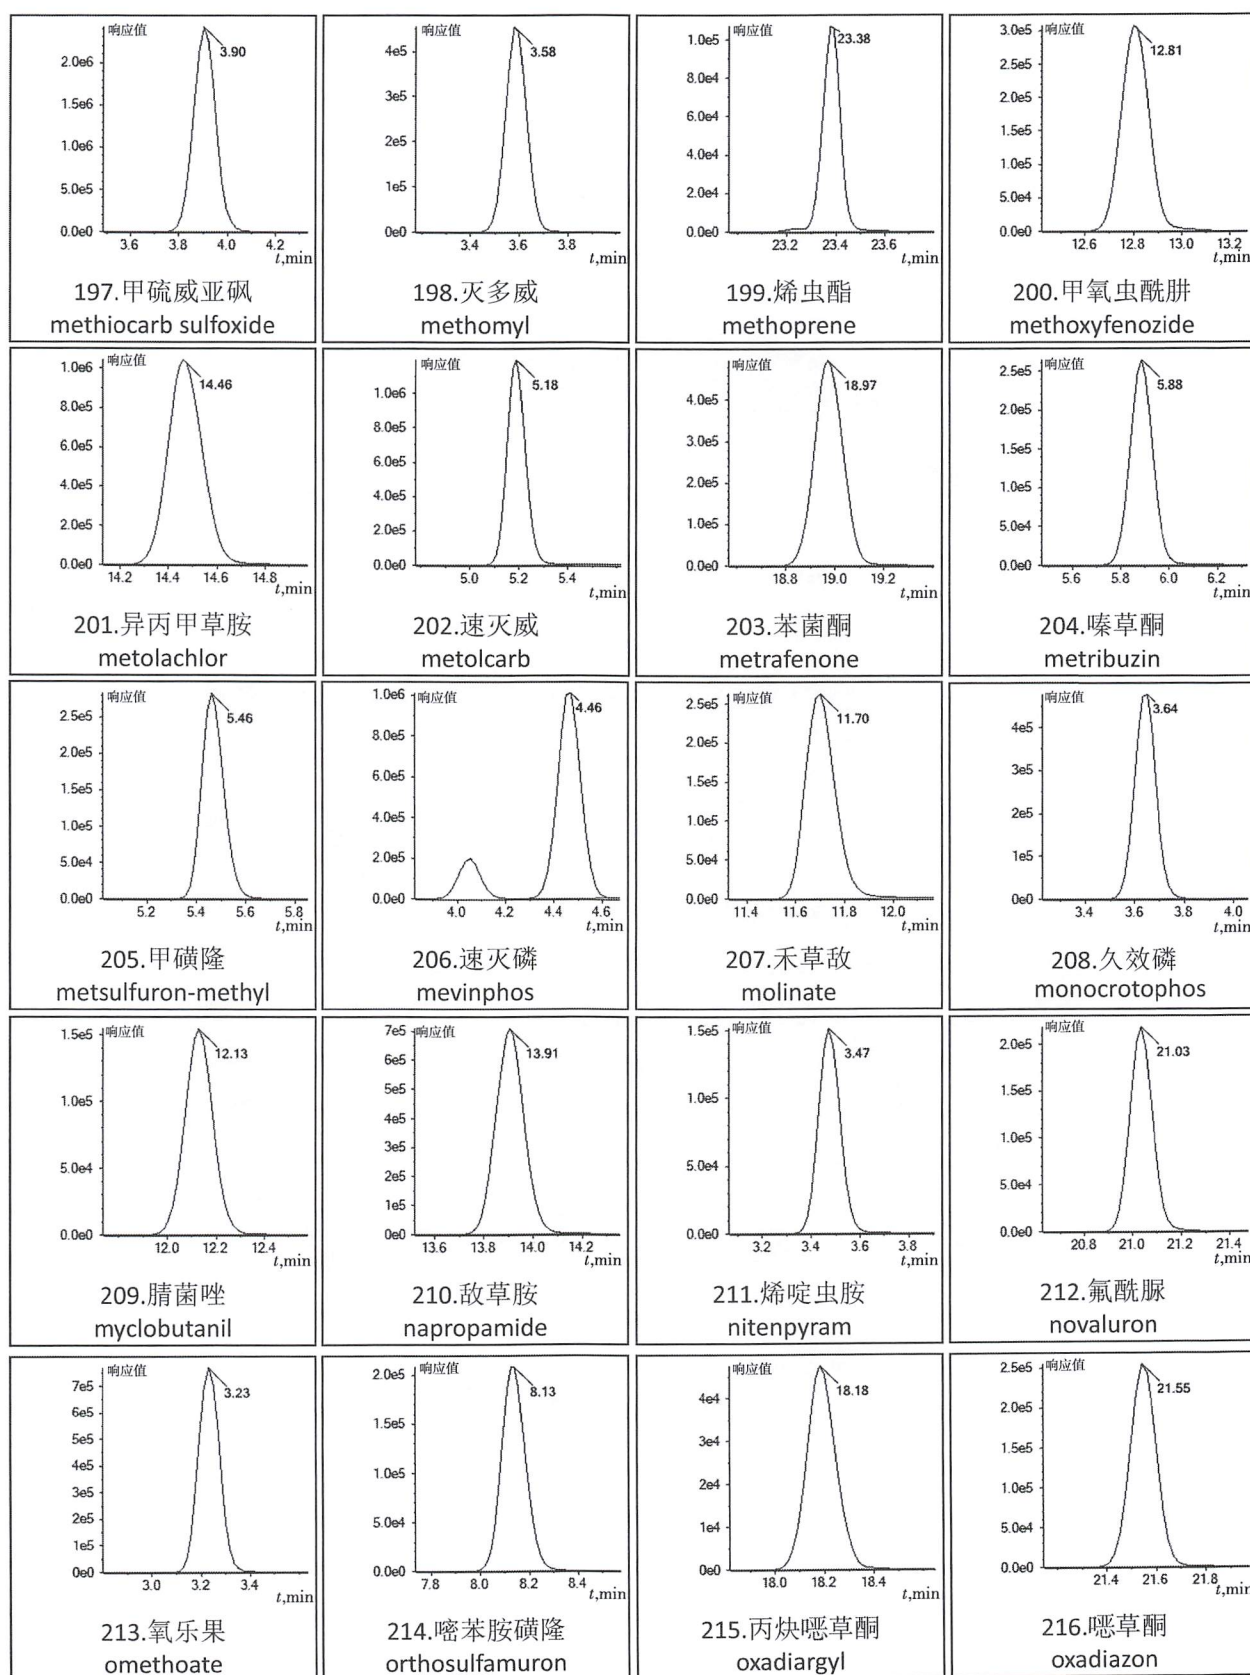 响应值
3.90
2.0e6
1.5e6
1.0e6
5.0e5
0.0e0
3.6 3.8 4.0 4.2
t,min
197.甲硫威亚砜
methiocarb sulfoxide
响应值
3.58
4e5
2e5
1e5
0e0
3.4 3.6 3.8
t,min
198.灭多威
methomyl
响应值
23.38
1.0e5
8.0e4
6.0e4
4.0e4
2.0e4
0.0e0
23.2 23.4 23.6
t,min
199.烯虫酯
methoprene
响应值
12.81
3.0e5
2.5e5
2.0e5
1.5e5
1.0e5
5.0e4
0.0e0
12.6 12.8 13.0 13.2
t,min
200.甲氧虫酰肼
methoxyfenozide
响应值
14.46
1.0e6
8.0e5
6.0e5
4.0e5
2.0e5
0.0e0
14.2 14.4 14.6 14.8
t,min
201.异丙甲草胺
metolachlor
响应值
5.18
1.0e6
8.0e5
6.0e5
4.0e5
2.0e5
0.0e0
5.0 5.2 5.4
t,min
202.速灭威
metolcarb
响应值
18.97
4.0e5
3.0e5
2.0e5
1.0e5
0.0e0
18.8 19.0 19.2
t,min
203.苯菌酮
metrafenone
响应值
5.88
2.5e5
2.0e5
1.5e5
1.0e5
5.0e4
0.0e0
5.6 5.8 6.0 6.2
t,min
204.嗪草酮
metribuzin
响应值
5.46
2.5e5
2.0e5
1.5e5
1.0e5
5.0e4
0.0e0
5.2 5.4 5.6 5.8
t,min
205.甲磺隆
metsulfuron-methyl
响应值
4.46
1.0e6
8.0e5
6.0e5
4.0e5
2.0e5
0.0e0
4.0 4.2 4.4 4.6
t,min
206.速灭磷
mevinphos
响应值
11.70
2.5e5
2.0e5
1.5e5
1.0e5
5.0e4
0.0e0
11.4 11.6 11.8 12.0
t,min
207.禾草敌
molinate
响应值
3.64
4e5
3e5
2e5
1e5
0e0
3.4 3.6 3.8 4.0
t,min
208.久效磷
monocrotophos
响应值
12.13
1.5e5
1.0e5
5.0e4
0.0e0
12.0 12.2 12.4
t,min
209.腈菌唑
myclobutanil
响应值
13.91
7e5
6e5
5e5
4e5
3e5
2e5
1e5
0e0
13.6 13.8 14.0 14.2
t,min
210.敌草胺
napropamide
响应值
3.47
1.5e5
1.0e5
5.0e4
0.0e0
3.2 3.4 3.6 3.8
t,min
211.烯啶虫胺
nitenpyram
响应值
21.03
2.0e5
1.5e5
1.0e5
5.0e4
0.0e0
20.8 21.0 21.2 21.4
t,min
212.氟酰脲
novaluron
响应值
3.23
7e5
6e5
5e5
4e5
3e5
2e5
1e5
0e0
3.0 3.2 3.4
t,min
213.氧乐果
omethoate
响应值
8.13
2.0e5
1.5e5
1.0e5
5.0e4
0.0e0
7.8 8.0 8.2 8.4
t,min
214.嘧苯胺磺隆
orthosulfamuron
响应值
18.18
4e4
3e4
2e4
1e4
0e0
18.0 18.2 18.4
t,min
215.丙炔噁草酮
oxadiargyl
响应值
21.55
2.5e5
2.0e5
1.5e5
1.0e5
5.0e4
0.0e0
21.4 21.6 21.8
t,min
216.噁草酮
oxadiazon